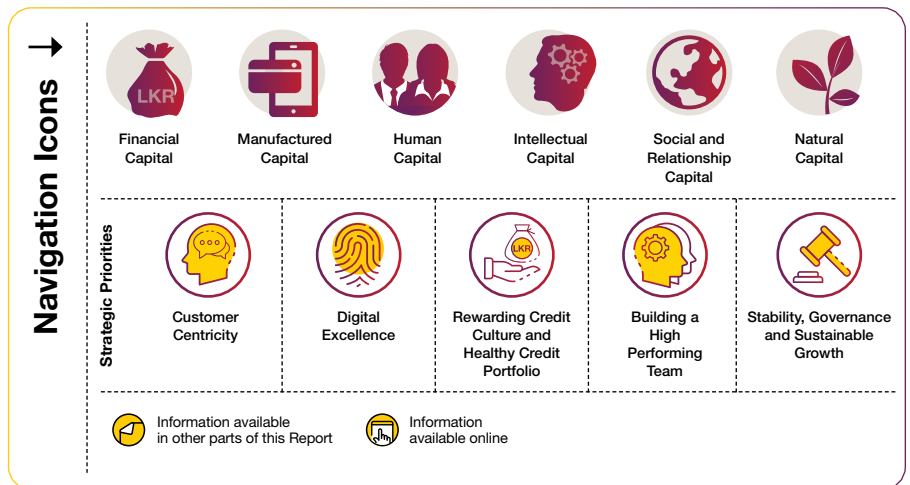 Navigation Icons
LKR
Financial
Capital
Manufactured
Capital
Human
Capital
Intellectual
Capital
Social and
Relationship
Capital
Natural
Capital
Strategic Priorities
Customer
Centricity
Digital
Excellence
LKR
Rewarding Credit
Culture and
Healthy Credit
Portfolio
Building a
High
Performing
Team
Stability, Governance
and Sustainable
Growth
Information available
in other parts of this Report
Information
available online